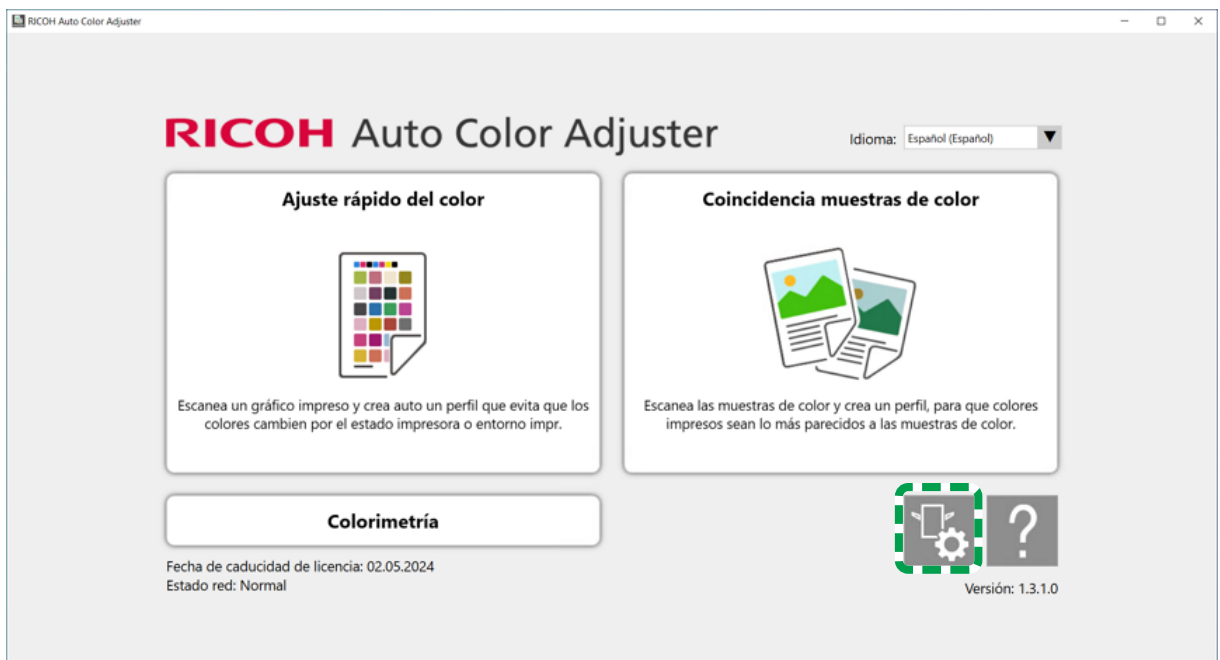 RICOH Auto Color Adjuster
RICOH Auto Color Adjuster
Idioma: Español (Español)
Ajuste rápido del color
Escanea un gráfico impreso y crea auto un perfil que evita que los
colores cambien por el estado impresora o entorno impr.
Coincidencia muestras de color
Escanea las muestras de color y crea un perfil, para que colores
impresos sean lo más parecidos a las muestras de color.
Colorimetría
?
Fecha de caducidad de licencia: 02.05.2024
Estado red: Normal
Versión: 1.3.1.0